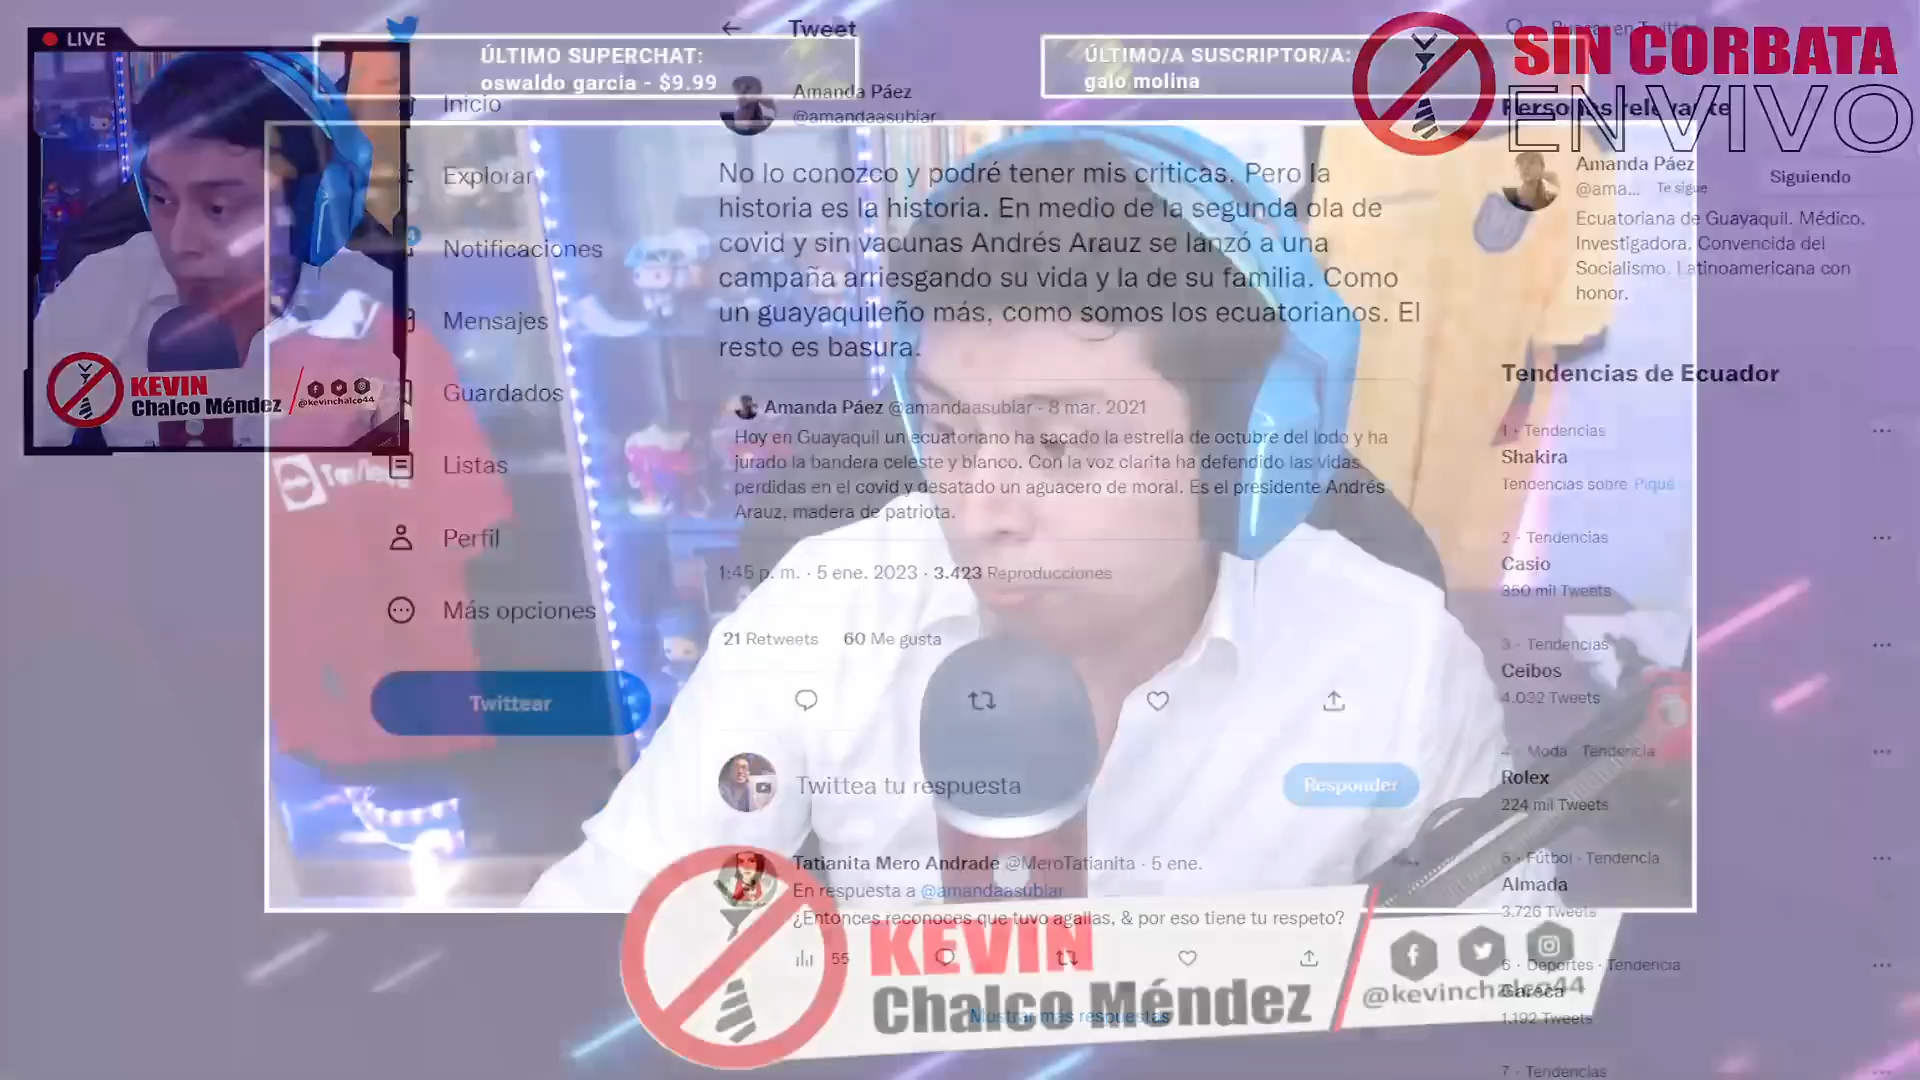 LIVE
ÚLTIMO SUPERCHAT:
oswaldo garcia - $9.99
Tweet
ÚLTIMO/A SUSCRIPTOR/A:
galo molina
SIN CORBATA
EN VIVO
Inicio
Explorar
Notificaciones
Mensajes
Guardados
Listas
Perfil
Más opciones
Twittear
KEVIN
Chalco Méndez
@kevinchalco44
Amanda Páez
@amandaasubiar
No lo conozco y podré tener mis criticas. Pero la
historia es la historia. En medio de la segunda ola de
covid y sin vacunas Andrés Arauz se lanzó a una
campaña arriesgando su vida y la de su familia. Como
un guayaquileño más, como somos los ecuatorianos. El
resto es basura.
Amanda Páez @amandaasubiar · 8 mar. 2021
Hoy en Guayaquil un ecuatoriano ha sacado la estrella de octubre del lodo y ha
jurado la bandera celeste y blanco. Con la voz clarita ha defendido las vidas
perdidas en el covid y desatado un aguacero de moral. Es el presidente Andrés
Arauz, madera de patriota.
1:45 p. m. · 5 ene. 2023 · 3.423 Reproducciones
21 Retweets 60 Me gusta
Twittea tu respuesta
Responder
Tatianita Mero Andrade @MeroTatianita · 5 ene.
En respuesta a @amandaasubiar
¿Entonces reconoces que tuvo agallas, & por eso tiene tu respeto?
55
Mostrar más respuestas
KEVIN
Chalco Méndez
@kevinchalco44
Amanda Páez
@ama... Te sigue
Siguiendo
Ecuatoriana de Guayaquil. Médico.
Investigadora. Convencida del
Socialismo. Latinoamericana con
honor.
Tendencias de Ecuador
1 · Tendencias
Shakira
Tendencias sobre Piqué
2 · Tendencias
Casio
350 mil Tweets
3 · Tendencias
Ceibos
4.032 Tweets
4 · Moda · Tendencia
Rolex
224 mil Tweets
5 · Fútbol · Tendencia
Almada
3.726 Tweets
6 · Deportes · Tendencia
Gareca
1.192 Tweets
7 · Tendencias